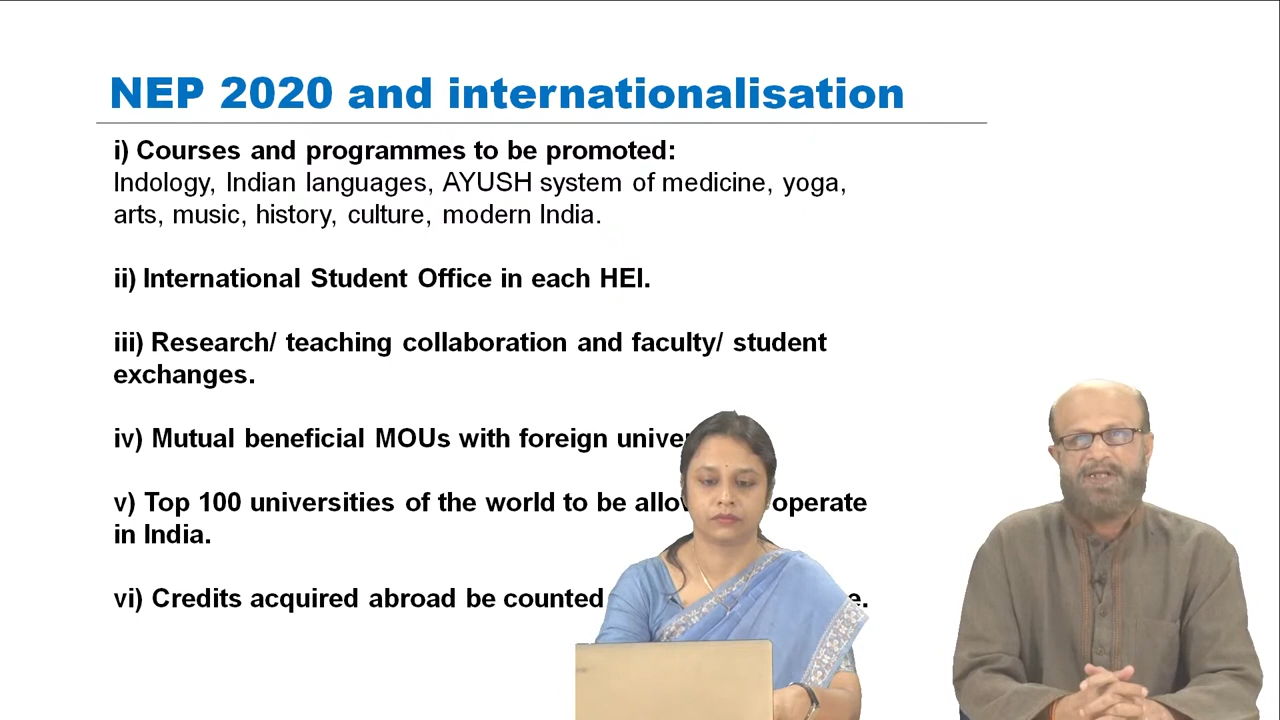 NEP 2020 and internationalisation
i) Courses and programmes to be promoted:
Indology, Indian languages, AYUSH system of medicine, yoga,
arts, music, history, culture, modern India.
ii) International Student Office in each HEI.
iii) Research/ teaching collaboration and faculty/ student
exchanges.
iv) Mutual beneficial MOUs with foreign
v) Top 100 universities of the world to be operate
in India.
vi) Credits acquired abroad be counted